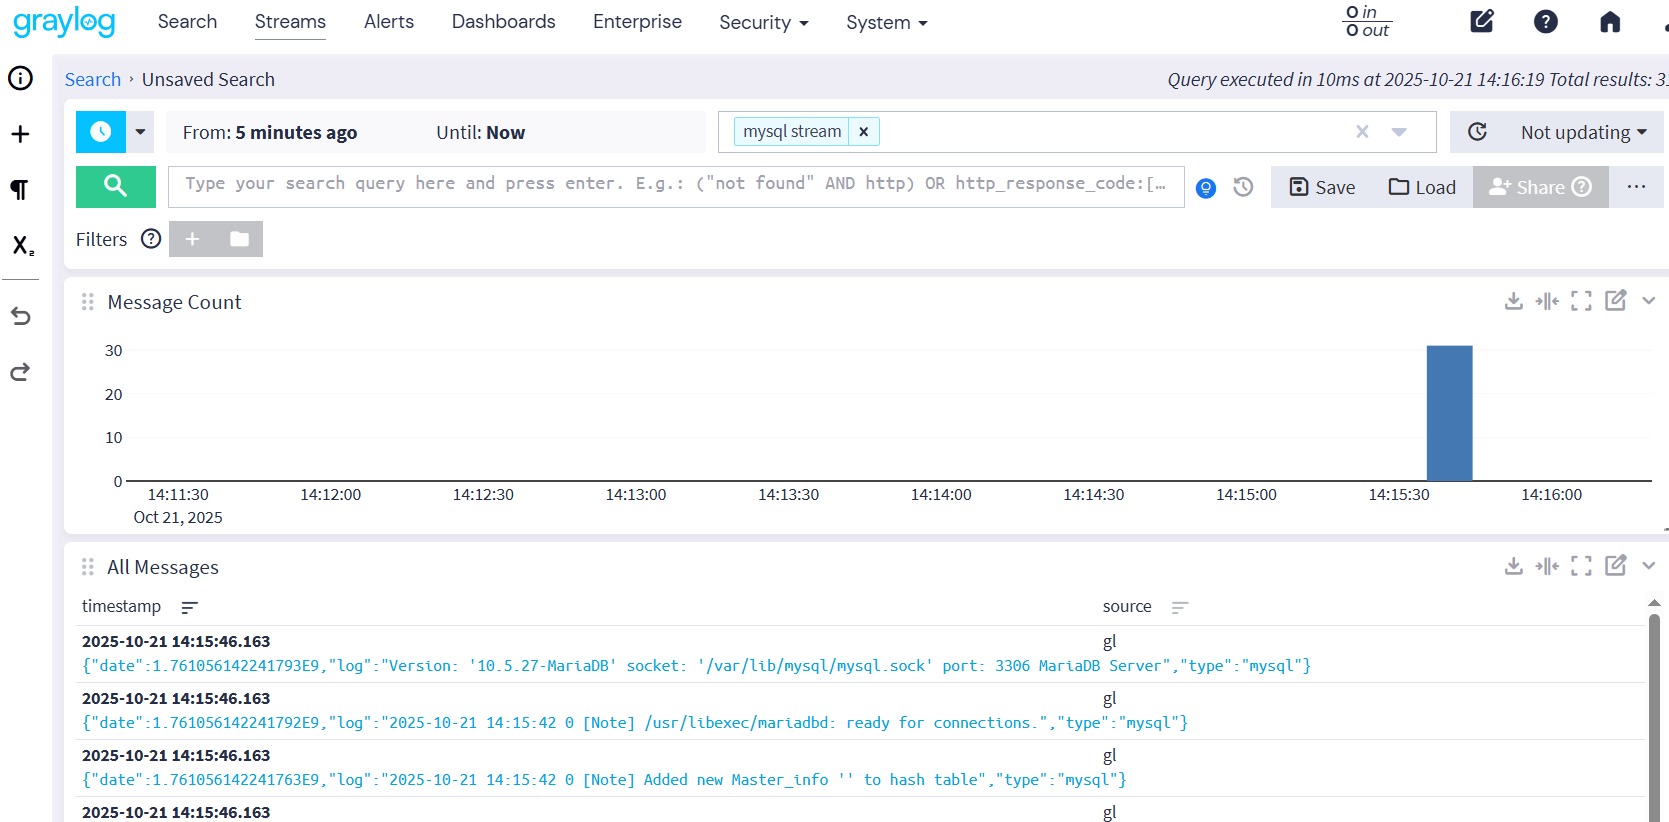 graylog Search Streams Alerts Dashboards Enterprise Security System 0 in
0 out
Search › Unsaved Search Query executed in 10ms at 2025-10-21 14:16:19 Total results:
From: 5 minutes ago Until: Now mysql stream × Not updating
Type your search query here and press enter. E.g.: ("not found" AND http) OR http_response_code:[… Save Load Share
Filters
Message Count
30
20
10
0
14:11:30 14:12:00 14:12:30 14:13:00 14:13:30 14:14:00 14:14:30 14:15:00 14:15:30 14:16:00
Oct 21, 2025
All Messages
timestamp source
2025-10-21 14:15:46.163 gl
{"date":1.761056142241793E9,"log":"Version: '10.5.27-MariaDB' socket: '/var/lib/mysql/mysql.sock' port: 3306 MariaDB Server","type":"mysql"}
2025-10-21 14:15:46.163 gl
{"date":1.761056142241792E9,"log":"2025-10-21 14:15:42 0 [Note] /usr/libexec/mariadbd: ready for connections.","type":"mysql"}
2025-10-21 14:15:46.163 gl
{"date":1.761056142241763E9,"log":"2025-10-21 14:15:42 0 [Note] Added new Master_info '' to hash table","type":"mysql"}
2025-10-21 14:15:46.163 gl